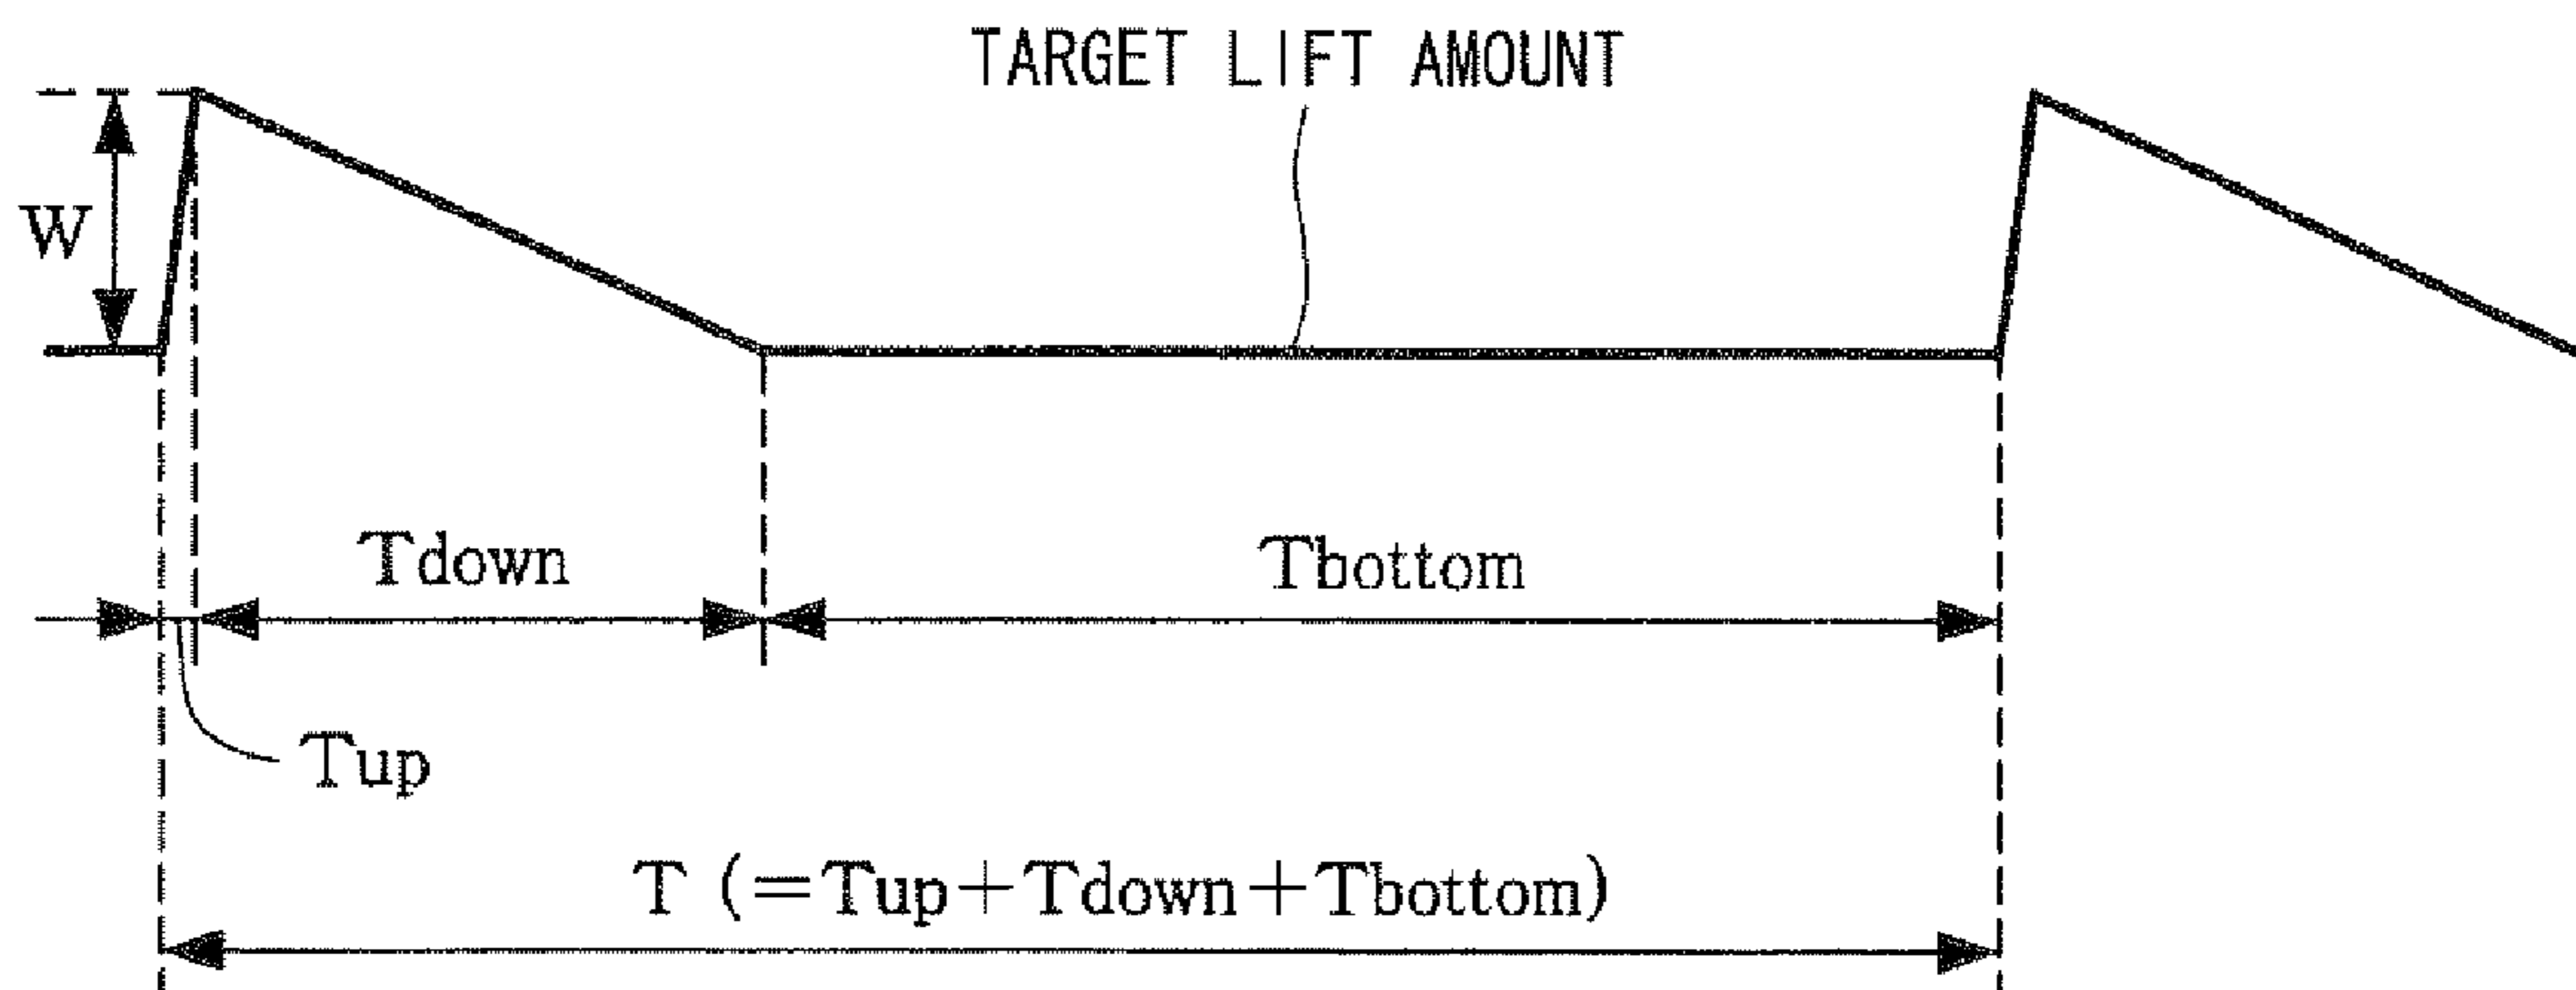 TARGET LIFT AMOUNT
W
Tdown
Tbottom
Tup
T (=Tup+Tdown+Tbottom)